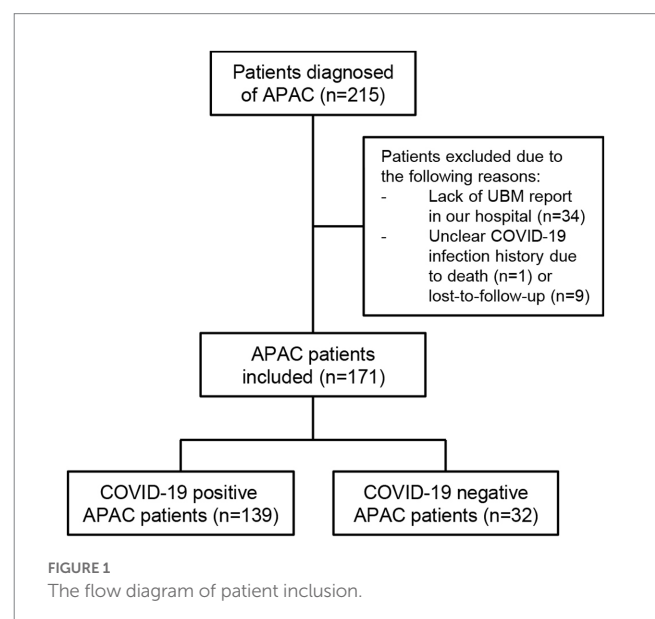 Patients diagnosed
of APAC (n=215)
Patients excluded due to
the following reasons:
- Lack of UBM report
in our hospital (n=34)
- Unclear COVID-19
infection history due
to death (n=1) or
lost-to-follow-up (n=9)
APAC patients
included (n=171)
COVID-19 positive
APAC patients (n=139)
COVID-19 negative
APAC patients (n=32)
FIGURE 1
The flow diagram of patient inclusion.